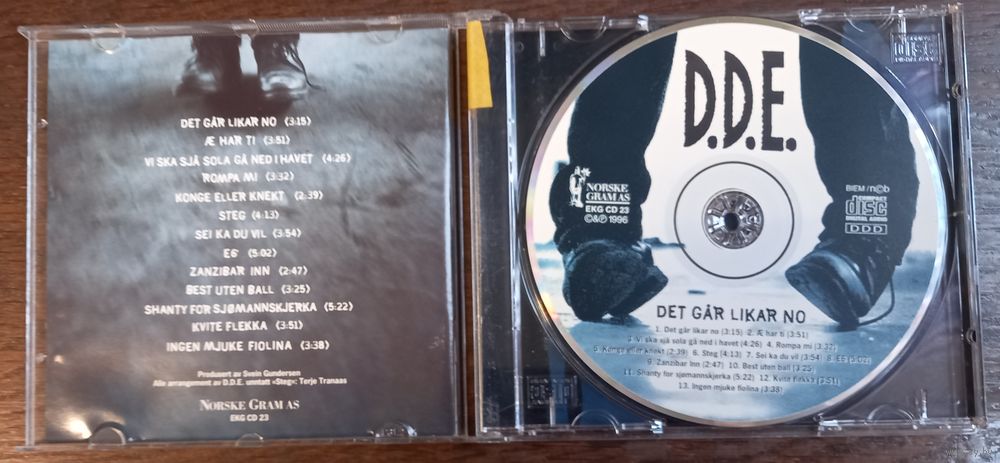 DET GÅR LIKAR NO (3:15)
Æ HAR TI (3:51)
VI SKA SJÅ SOLA GÅ NED I HAVET (4:26)
ROMPA MI (3:32)
KONGE ELLER KNEKT (2:39)
STEG (4:13)
SEI KA DU VIL (3:54)
E6 (5:02)
ZANZIBAR INN (2:47)
BEST UTEN BALL (3:25)
SHANTY FOR SJØMANNSKJERKA (5:22)
KVITE FLEKKA (3:51)
INGEN MJUKE FIOLINA (3:38)
Produsert av Svein Gundersen
Alle arrangement av D.D.E. unntatt «Steg»: Terje Tranaas
NORSKE GRAM AS
EKG CD 23
D.D.E.
NORSKE
GRAM AS
EKG CD 23
©&℗ 1996
BIEM / n©b
COMPACT
disc
DIGITAL AUDIO
DDD
DET GÅR LIKAR NO
1. Det går likar no (3:15) 2. Æ har ti (3:51)
3. Vi ska sjå sola gå ned i havet (4:26) 4. Rompa mi (3:32)
5. Konge eller knekt (2:39) 6. Steg (4:13) 7. Sei ka du vil (3:54) 8. E6 (5:02)
9. Zanzibar Inn (2:47) 10. Best uten ball (3:25)
11. Shanty for sjømannskjerka (5:22) 12. Kvite flekka (3:51)
13. Ingen mjuke fiolina (3:38)
COMPACT
disc
DIGITAL AUDIO